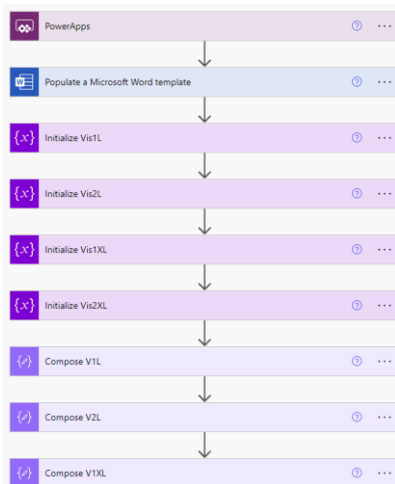 PowerApps
Populate a Microsoft Word template
Initialize Vis1L
Initialize Vis2L
Initialize Vis1XL
Initialize Vis2XL
Compose V1L
Compose V2L
Compose V1XL